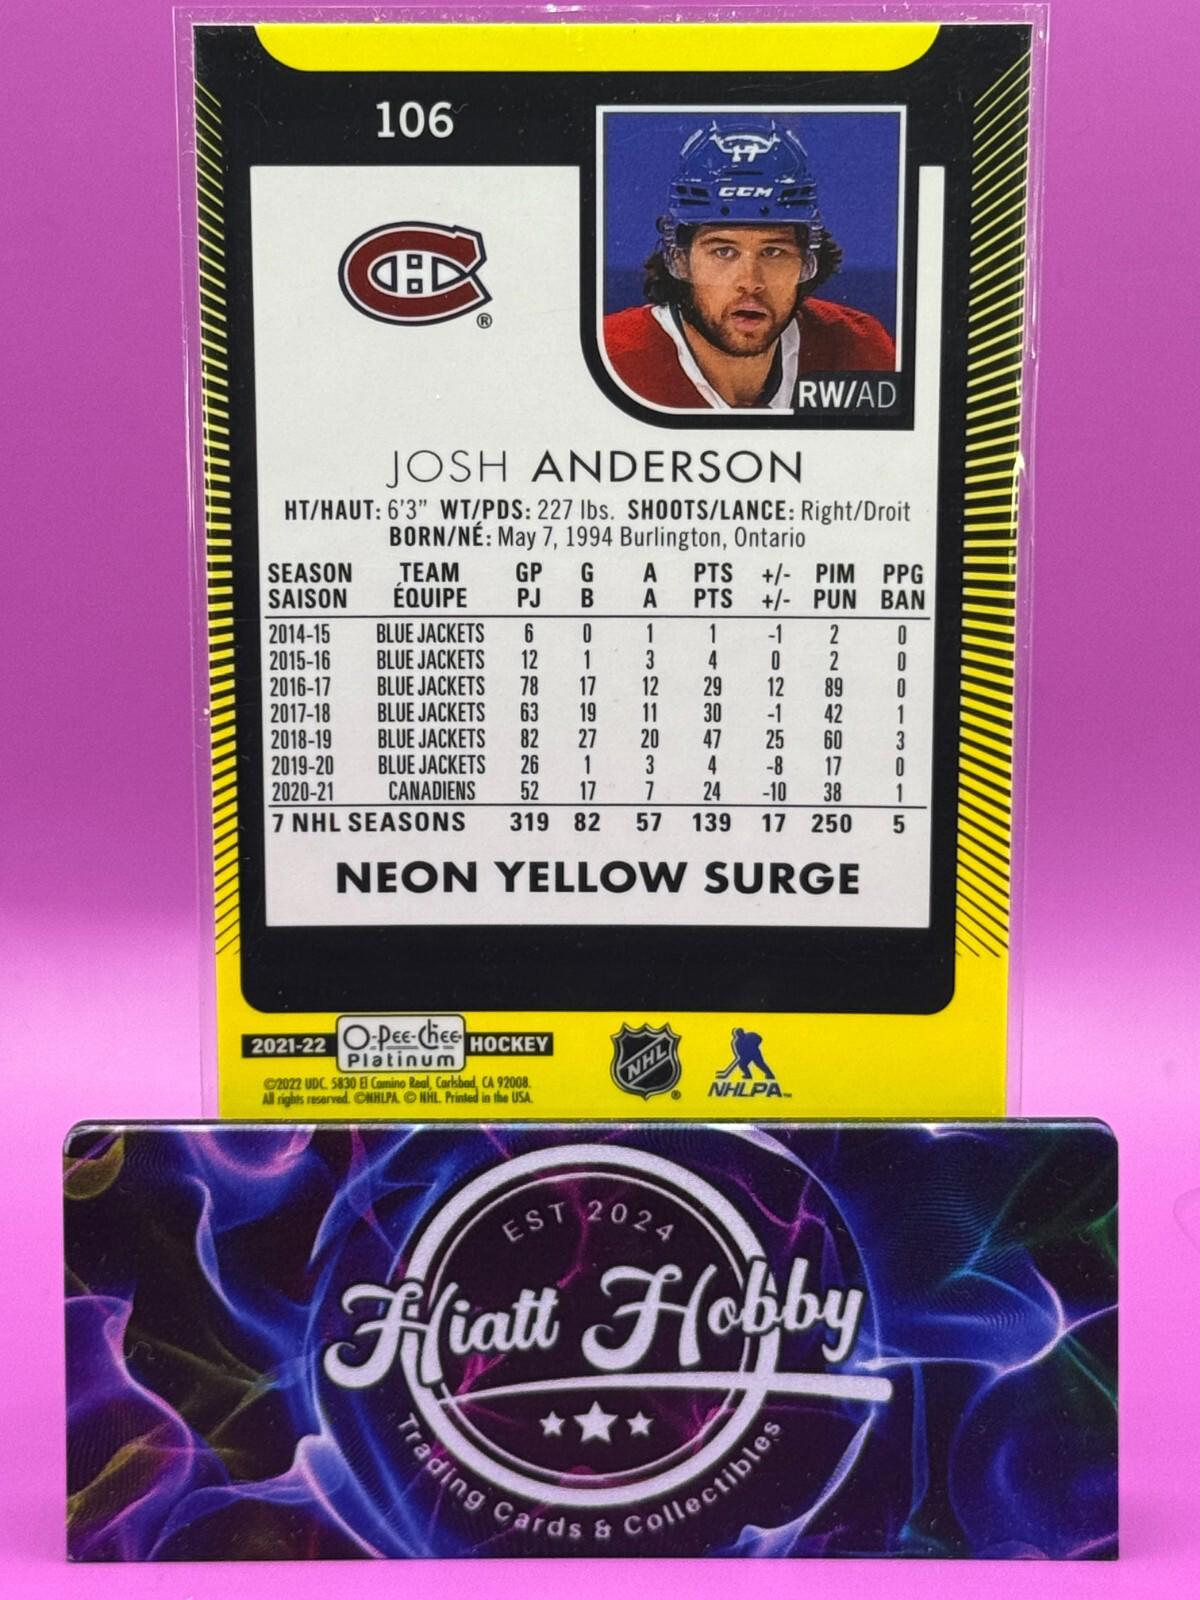 106
17
CCM
CH
®
RW/AD
JOSH ANDERSON
HT/HAUT: 6'3" WT/PDS: 227 lbs. SHOOTS/LANCE: Right/Droit
BORN/NÉ: May 7, 1994 Burlington, Ontario
SEASON TEAM GP G A PTS +/- PIM PPG
SAISON ÉQUIPE PJ B A PTS +/- PUN BAN
2014-15 BLUE JACKETS 6 0 1 1 -1 2 0
2015-16 BLUE JACKETS 12 1 3 4 0 2 0
2016-17 BLUE JACKETS 78 17 12 29 12 89 0
2017-18 BLUE JACKETS 63 19 11 30 -1 42 1
2018-19 BLUE JACKETS 82 27 20 47 25 60 3
2019-20 BLUE JACKETS 26 1 3 4 -8 17 0
2020-21 CANADIENS 52 17 7 24 -10 38 1
7 NHL SEASONS 319 82 57 139 17 250 5
NEON YELLOW SURGE
2021-22 O-Pee-Chee Platinum HOCKEY
NHL ®
NHLPA™
©2022 UDC. 5830 El Camino Real, Carlsbad, CA 92008.
All rights reserved. ©NHLPA. © NHL. Printed in the USA.
EST 2024
Hiatt Hobby
Trading Cards & Collectibles